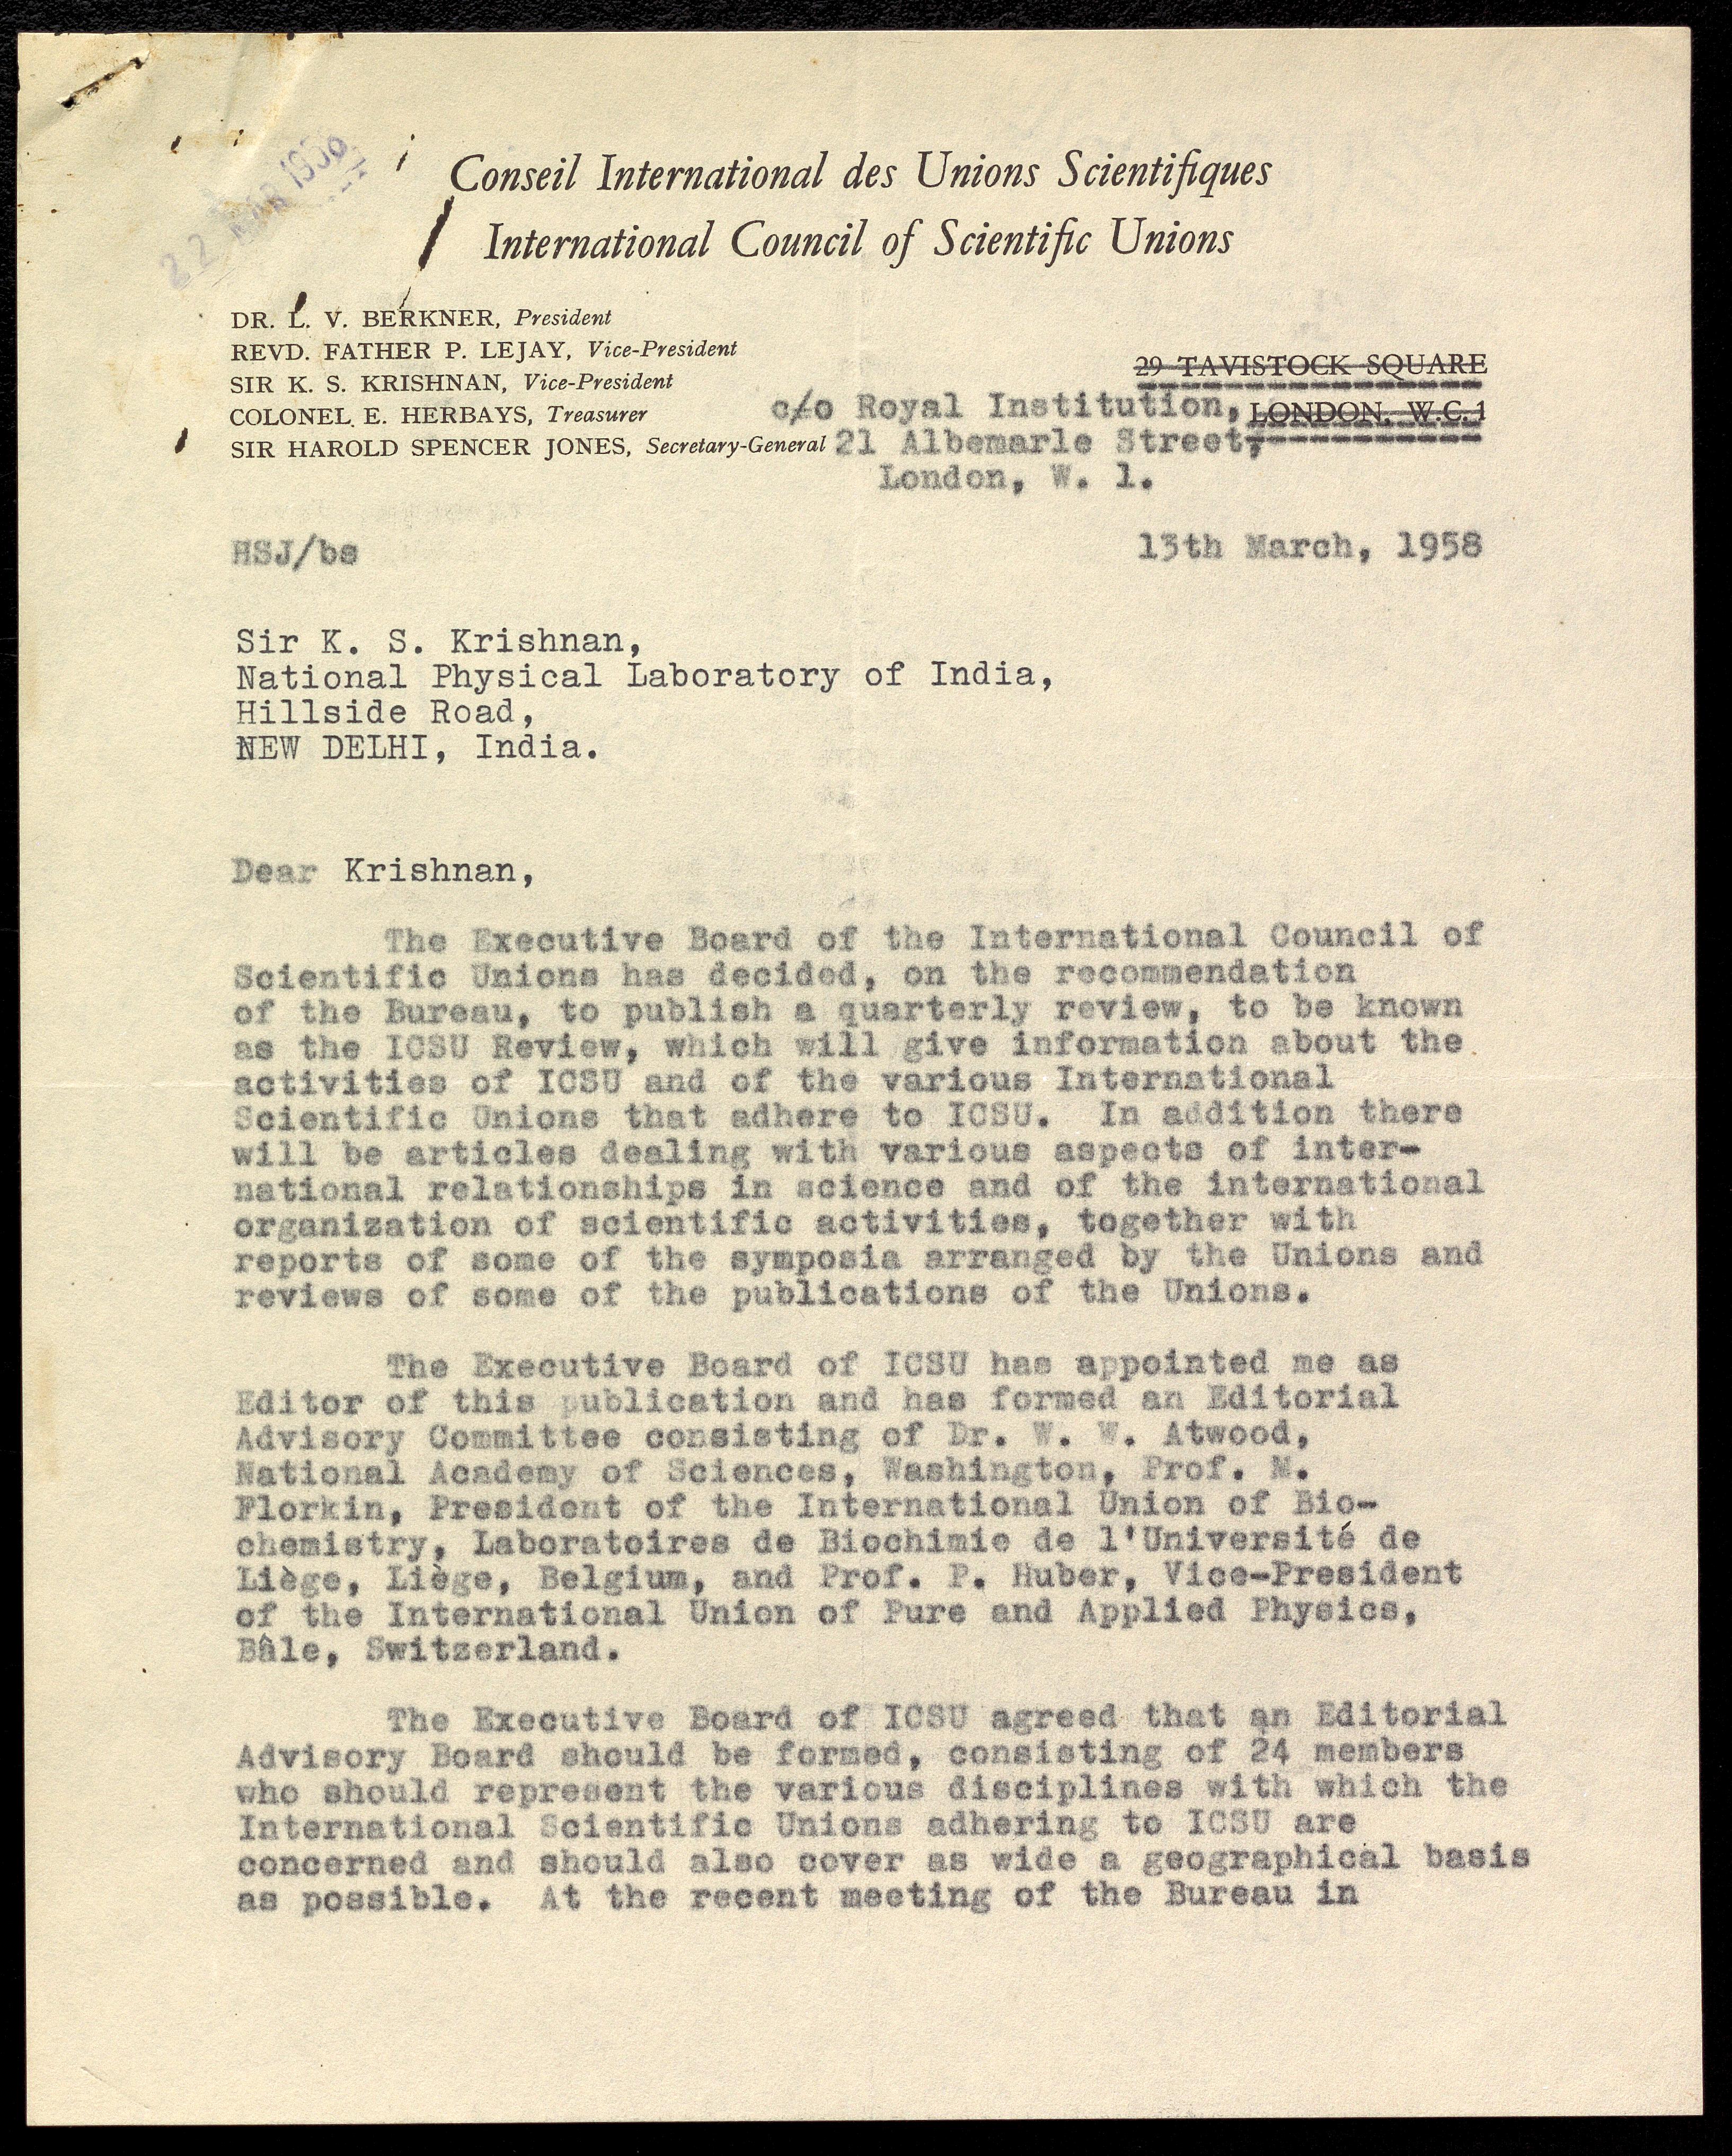 22 MAR 1958
Conseil International des Unions Scientifiques
International Council of Scientific Unions
DR. L. V. BERKNER, President
REVD. FATHER P. LEJAY, Vice-President
SIR K. S. KRISHNAN, Vice-President
COLONEL E. HERBAYS, Treasurer
SIR HAROLD SPENCER JONES, Secretary-General
29 TAVISTOCK SQUARE
LONDON, W.C.1
c/o Royal Institution,
21 Albemarle Street,
London, W. 1.
HSJ/bs
13th March, 1958
Sir K. S. Krishnan,
National Physical Laboratory of India,
Hillside Road,
NEW DELHI, India.
Dear Krishnan,
The Executive Board of the International Council of
Scientific Unions has decided, on the recommendation
of the Bureau, to publish a quarterly review, to be known
as the ICSU Review, which will give information about the
activities of ICSU and of the various International
Scientific Unions that adhere to ICSU. In addition there
will be articles dealing with various aspects of inter-
national relationships in science and of the international
organization of scientific activities, together with
reports of some of the symposia arranged by the Unions and
reviews of some of the publications of the Unions.
The Executive Board of ICSU has appointed me as
Editor of this publication and has formed an Editorial
Advisory Committee consisting of Dr. W. W. Atwood,
National Academy of Sciences, Washington, Prof. M.
Florkin, President of the International Union of Bio-
chemistry, Laboratoires de Biochimie de l'Université de
Liège, Liège, Belgium, and Prof. P. Huber, Vice-President
of the International Union of Pure and Applied Physics,
Bâle, Switzerland.
The Executive Board of ICSU agreed that an Editorial
Advisory Board should be formed, consisting of 24 members
who should represent the various disciplines with which the
International Scientific Unions adhering to ICSU are
concerned and should also cover as wide a geographical basis
as possible. At the recent meeting of the Bureau in